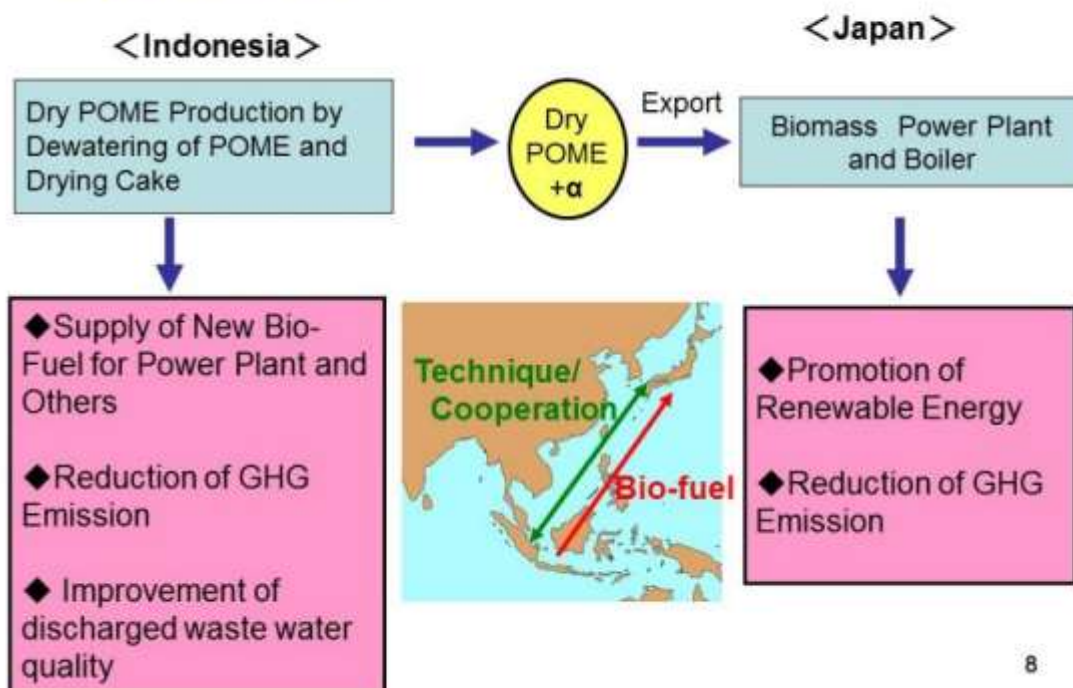 <Indonesia>
<Japan>
Dry POME Production by
Dewatering of POME and
Drying Cake
Dry
POME
+α
Export
Biomass Power Plant
and Boiler
◆Supply of New Bio-
Fuel for Power Plant and
Others
◆Reduction of GHG
Emission
◆ Improvement of
discharged waste water
quality
Technique/
Cooperation
Bio-fuel
◆Promotion of
Renewable Energy
◆Reduction of GHG
Emission
8